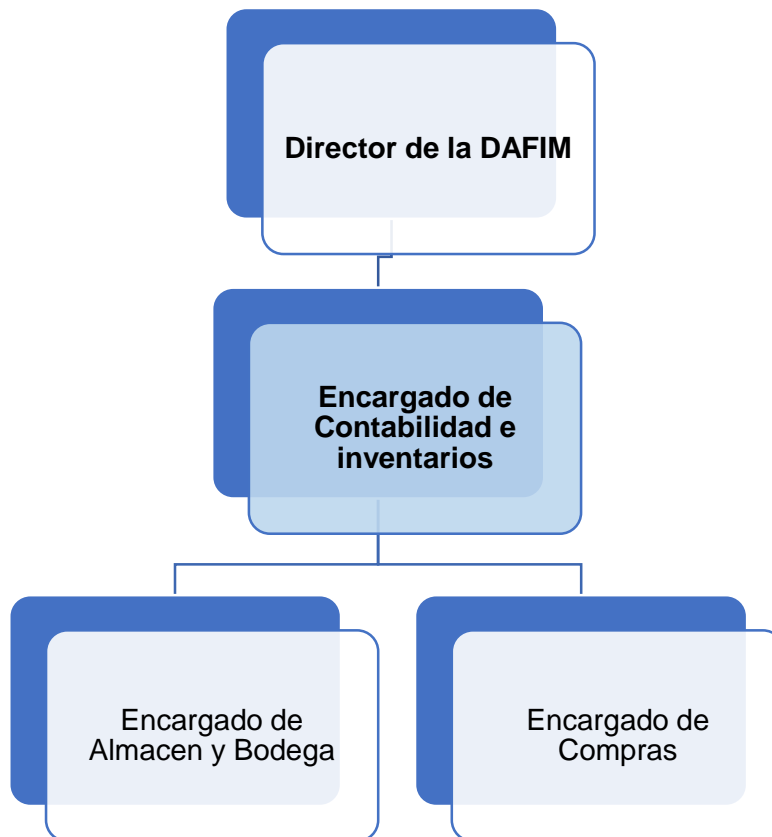 Director de la DAFIM
Encargado de
Contabilidad e
inventarios
Encargado de
Almacen y Bodega
Encargado de
Compras